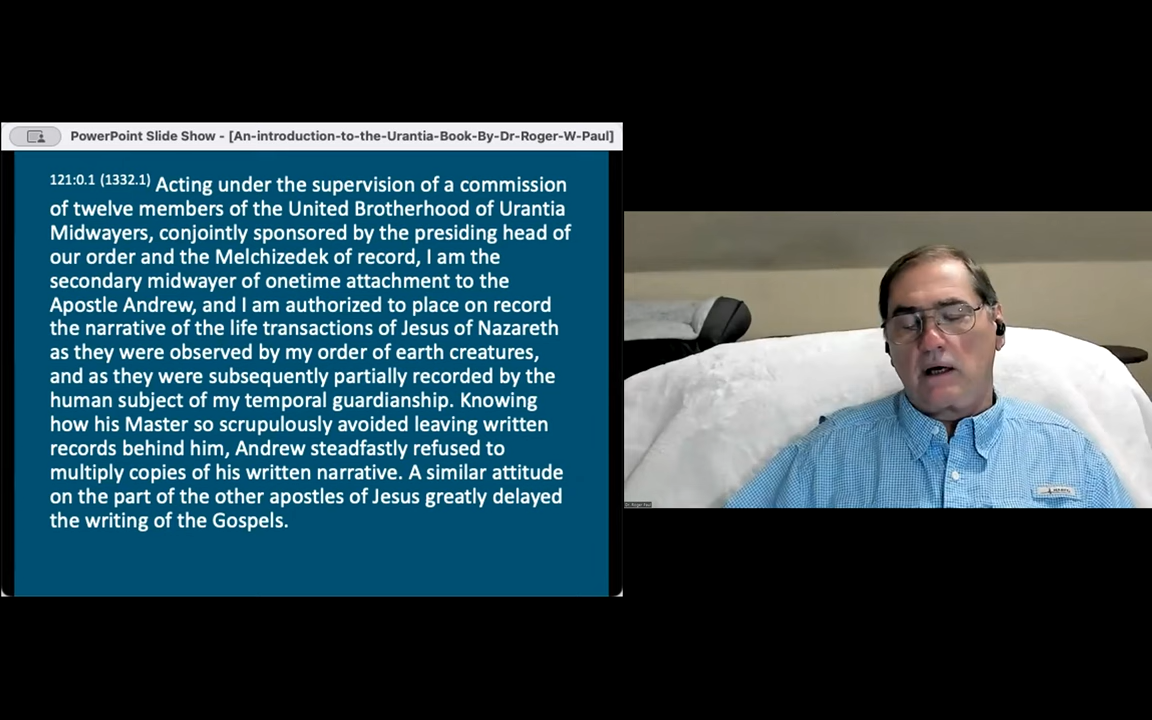 PowerPoint Slide Show - [An-introduction-to-the-Urantia-Book-By-Dr-Roger-W-Paul]
121:0.1 (1332.1) Acting under the supervision of a commission
of twelve members of the United Brotherhood of Urantia
Midwayers, conjointly sponsored by the presiding head of
our order and the Melchizedek of record, I am the
secondary midwayer of onetime attachment to the
Apostle Andrew, and I am authorized to place on record
the narrative of the life transactions of Jesus of Nazareth
as they were observed by my order of earth creatures,
and as they were subsequently partially recorded by the
human subject of my temporal guardianship. Knowing
how his Master so scrupulously avoided leaving written
records behind him, Andrew steadfastly refused to
multiply copies of his written narrative. A similar attitude
on the part of the other apostles of Jesus greatly delayed
the writing of the Gospels.
Dr. Roger Paul